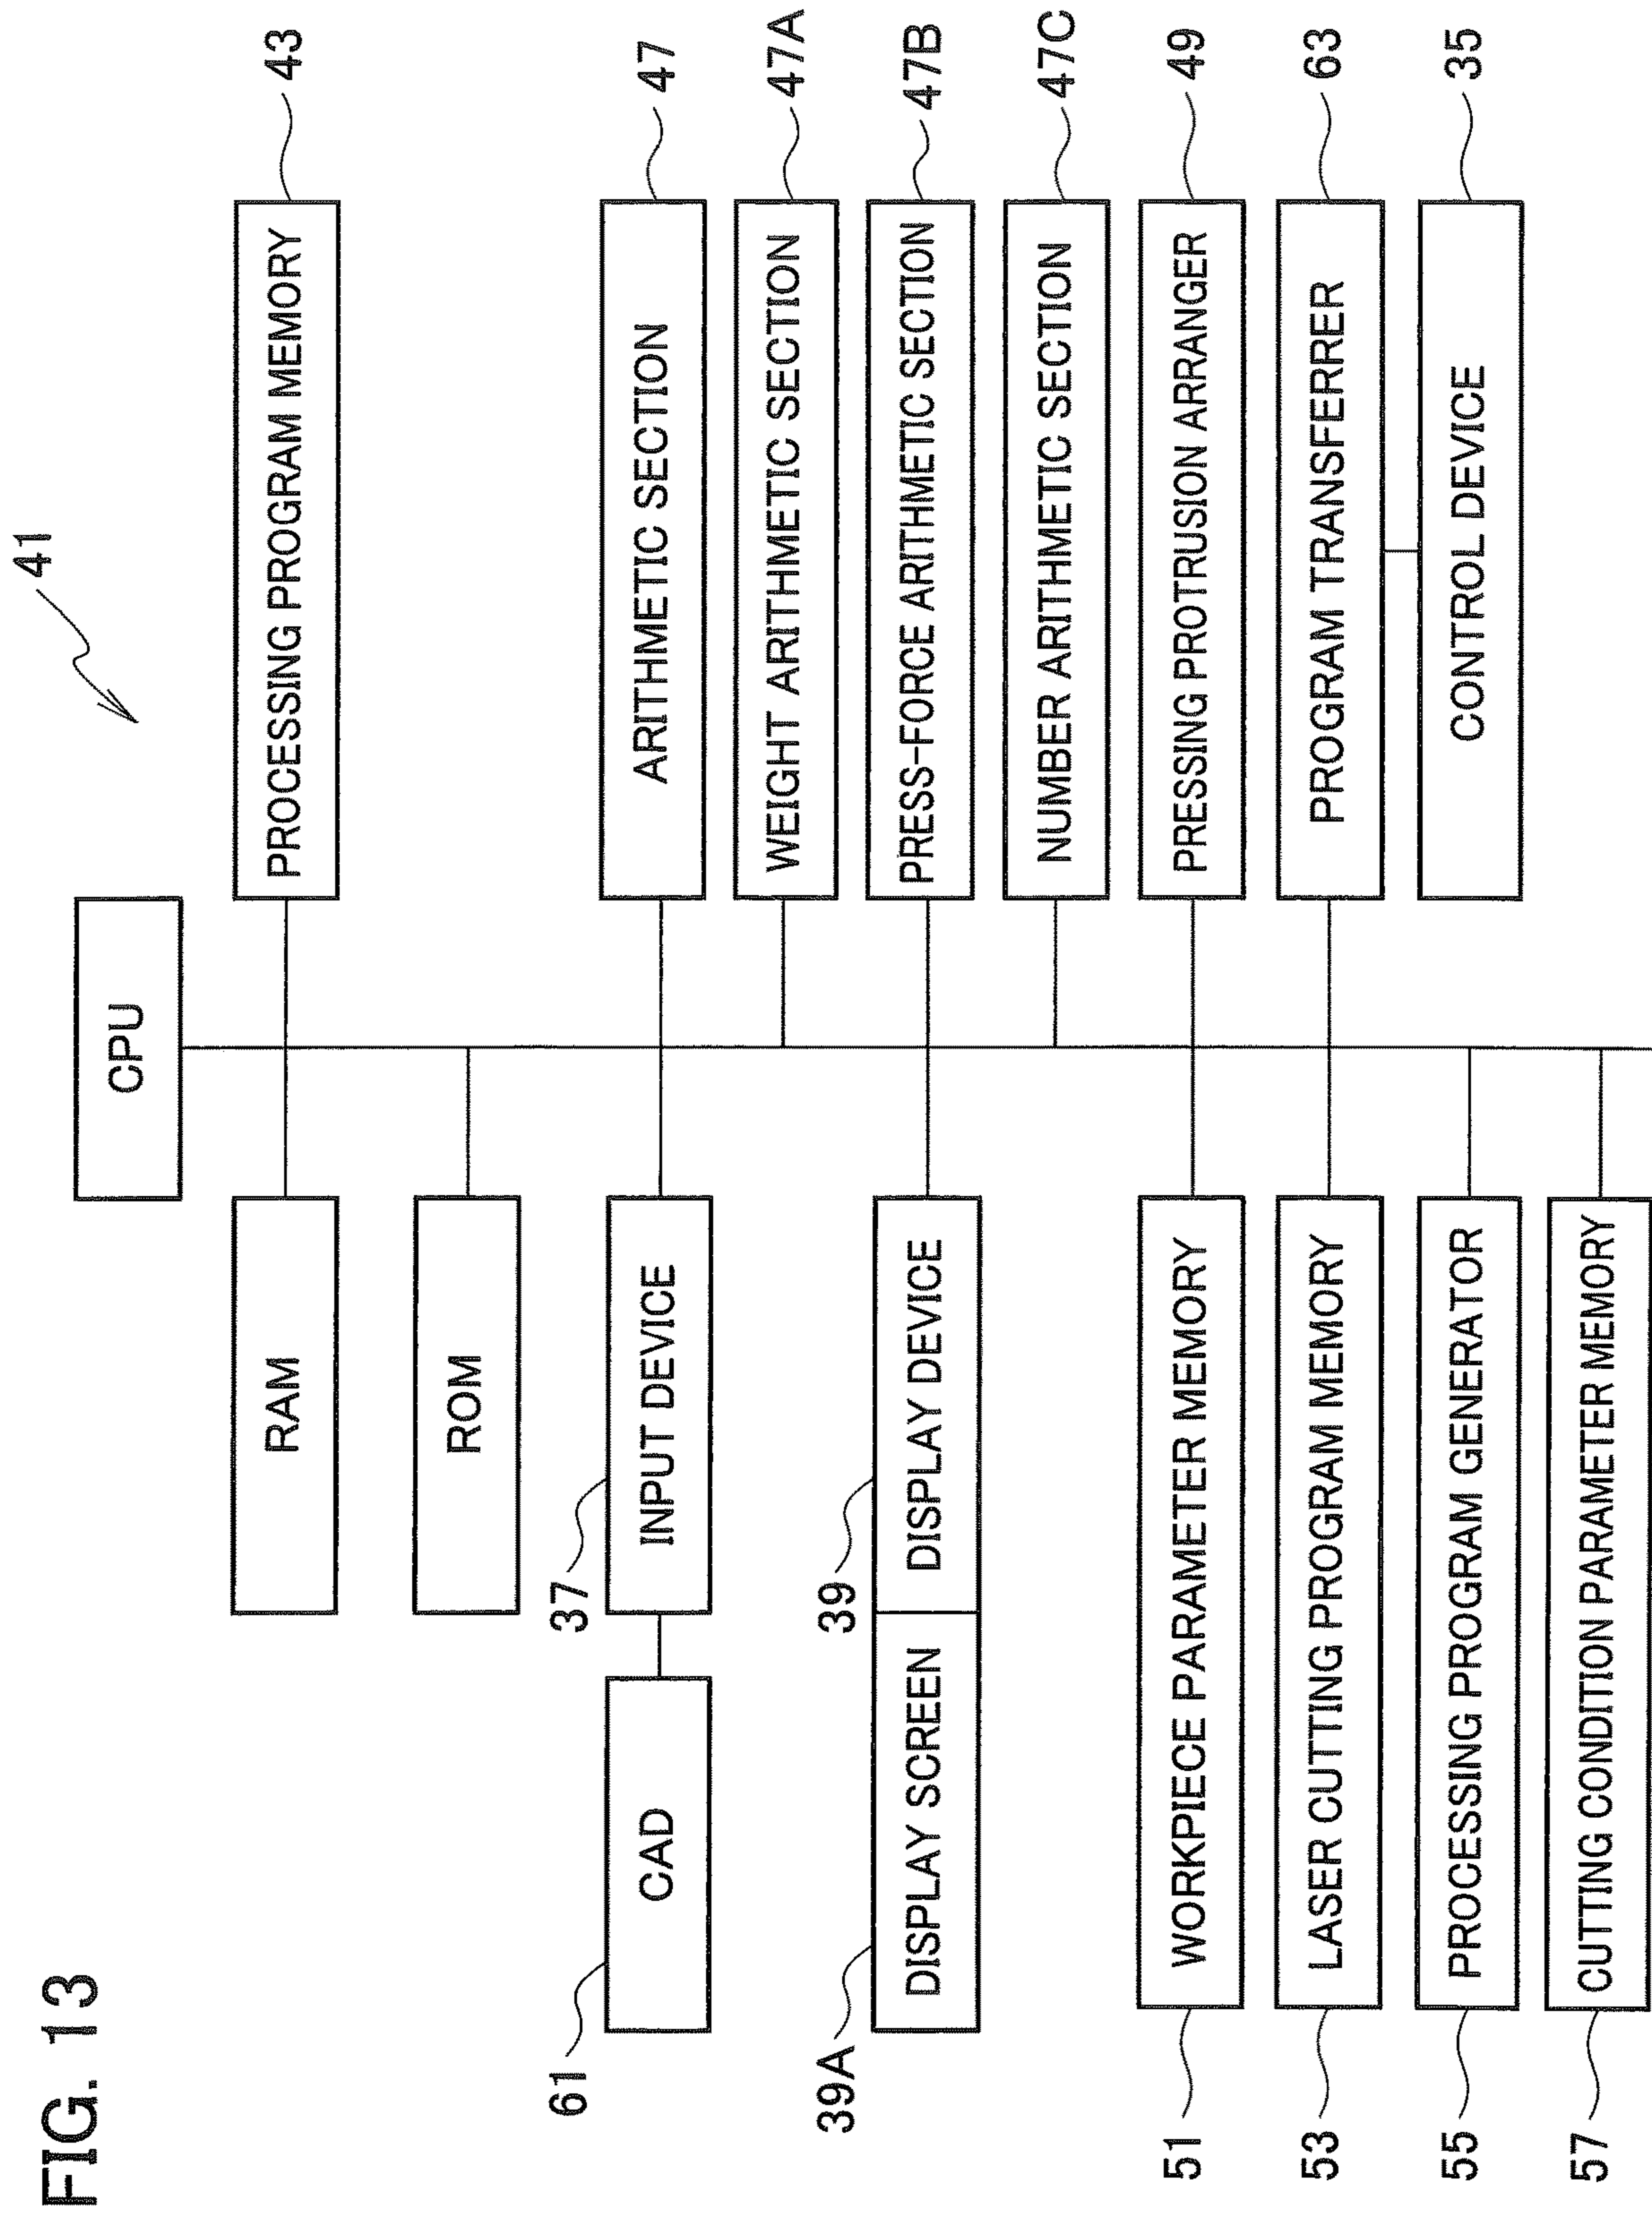 FIG. 13
41
CPU
RAM
PROCESSING PROGRAM MEMORY
43
ROM
61
CAD
37
INPUT DEVICE
ARITHMETIC SECTION
47
WEIGHT ARITHMETIC SECTION
47A
39A
DISPLAY SCREEN
39
DISPLAY DEVICE
PRESS-FORCE ARITHMETIC SECTION
47B
NUMBER ARITHMETIC SECTION
47C
51
WORKPIECE PARAMETER MEMORY
PRESSING PROTRUSION ARRANGER
49
53
LASER CUTTING PROGRAM MEMORY
PROGRAM TRANSFERRER
63
55
PROCESSING PROGRAM GENERATOR
CONTROL DEVICE
35
57
CUTTING CONDITION PARAMETER MEMORY